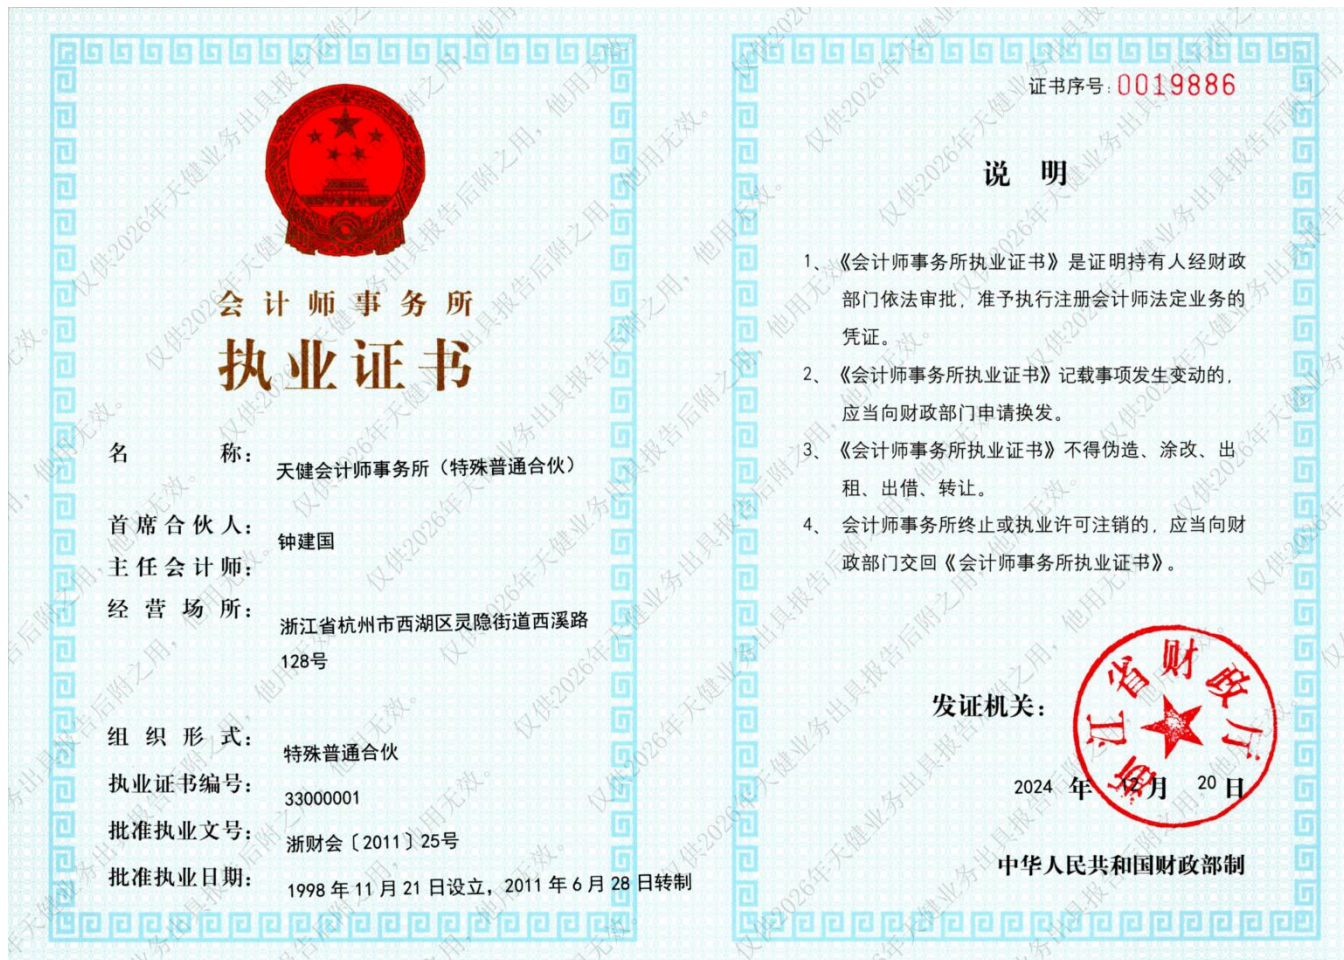 会计师事务所
执业证书
名 称： 天健会计师事务所（特殊普通合伙）
首席合伙人： 钟建国
主任会计师：
经营场所： 浙江省杭州市西湖区灵隐街道西溪路
128号
组织形式： 特殊普通合伙
执业证书编号： 33000001
批准执业文号： 浙财会〔2011〕25号
批准执业日期： 1998年11月21日设立，2011年6月28日转制
证书序号：0019886
说 明
1、《会计师事务所执业证书》是证明持有人经财政
部门依法审批，准予执行注册会计师法定业务的
凭证。
2、《会计师事务所执业证书》记载事项发生变动的，
应当向财政部门申请换发。
3、《会计师事务所执业证书》不得伪造、涂改、出
租、出借、转让。
4、会计师事务所终止或执业许可注销的，应当向财
政部门交回《会计师事务所执业证书》。
发证机关：
浙江省财政厅
2024年12月20日
中华人民共和国财政部制
仅供2026年天健业务出具报告后附之用，他用无效。